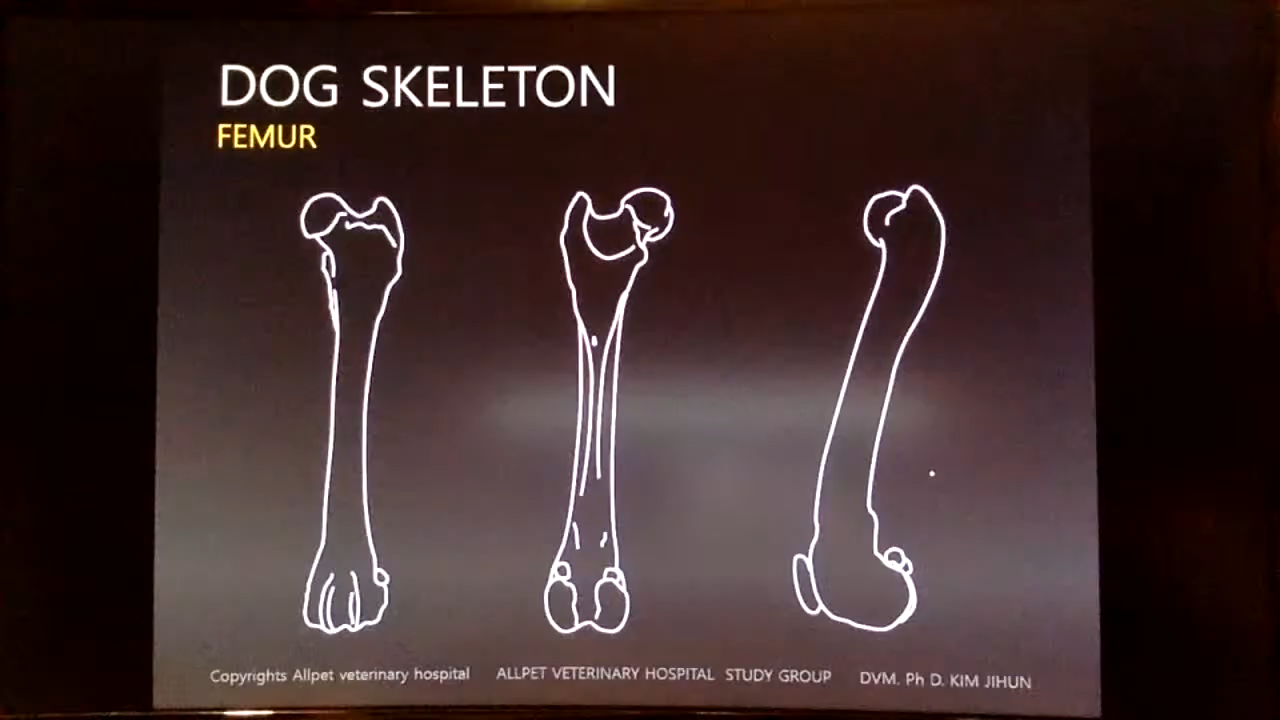 DOG SKELETON
FEMUR
Copyrights Allpet veterinary hospital ALLPET VETERINARY HOSPITAL STUDY GROUP DVM. Ph D. KIM JIHUN